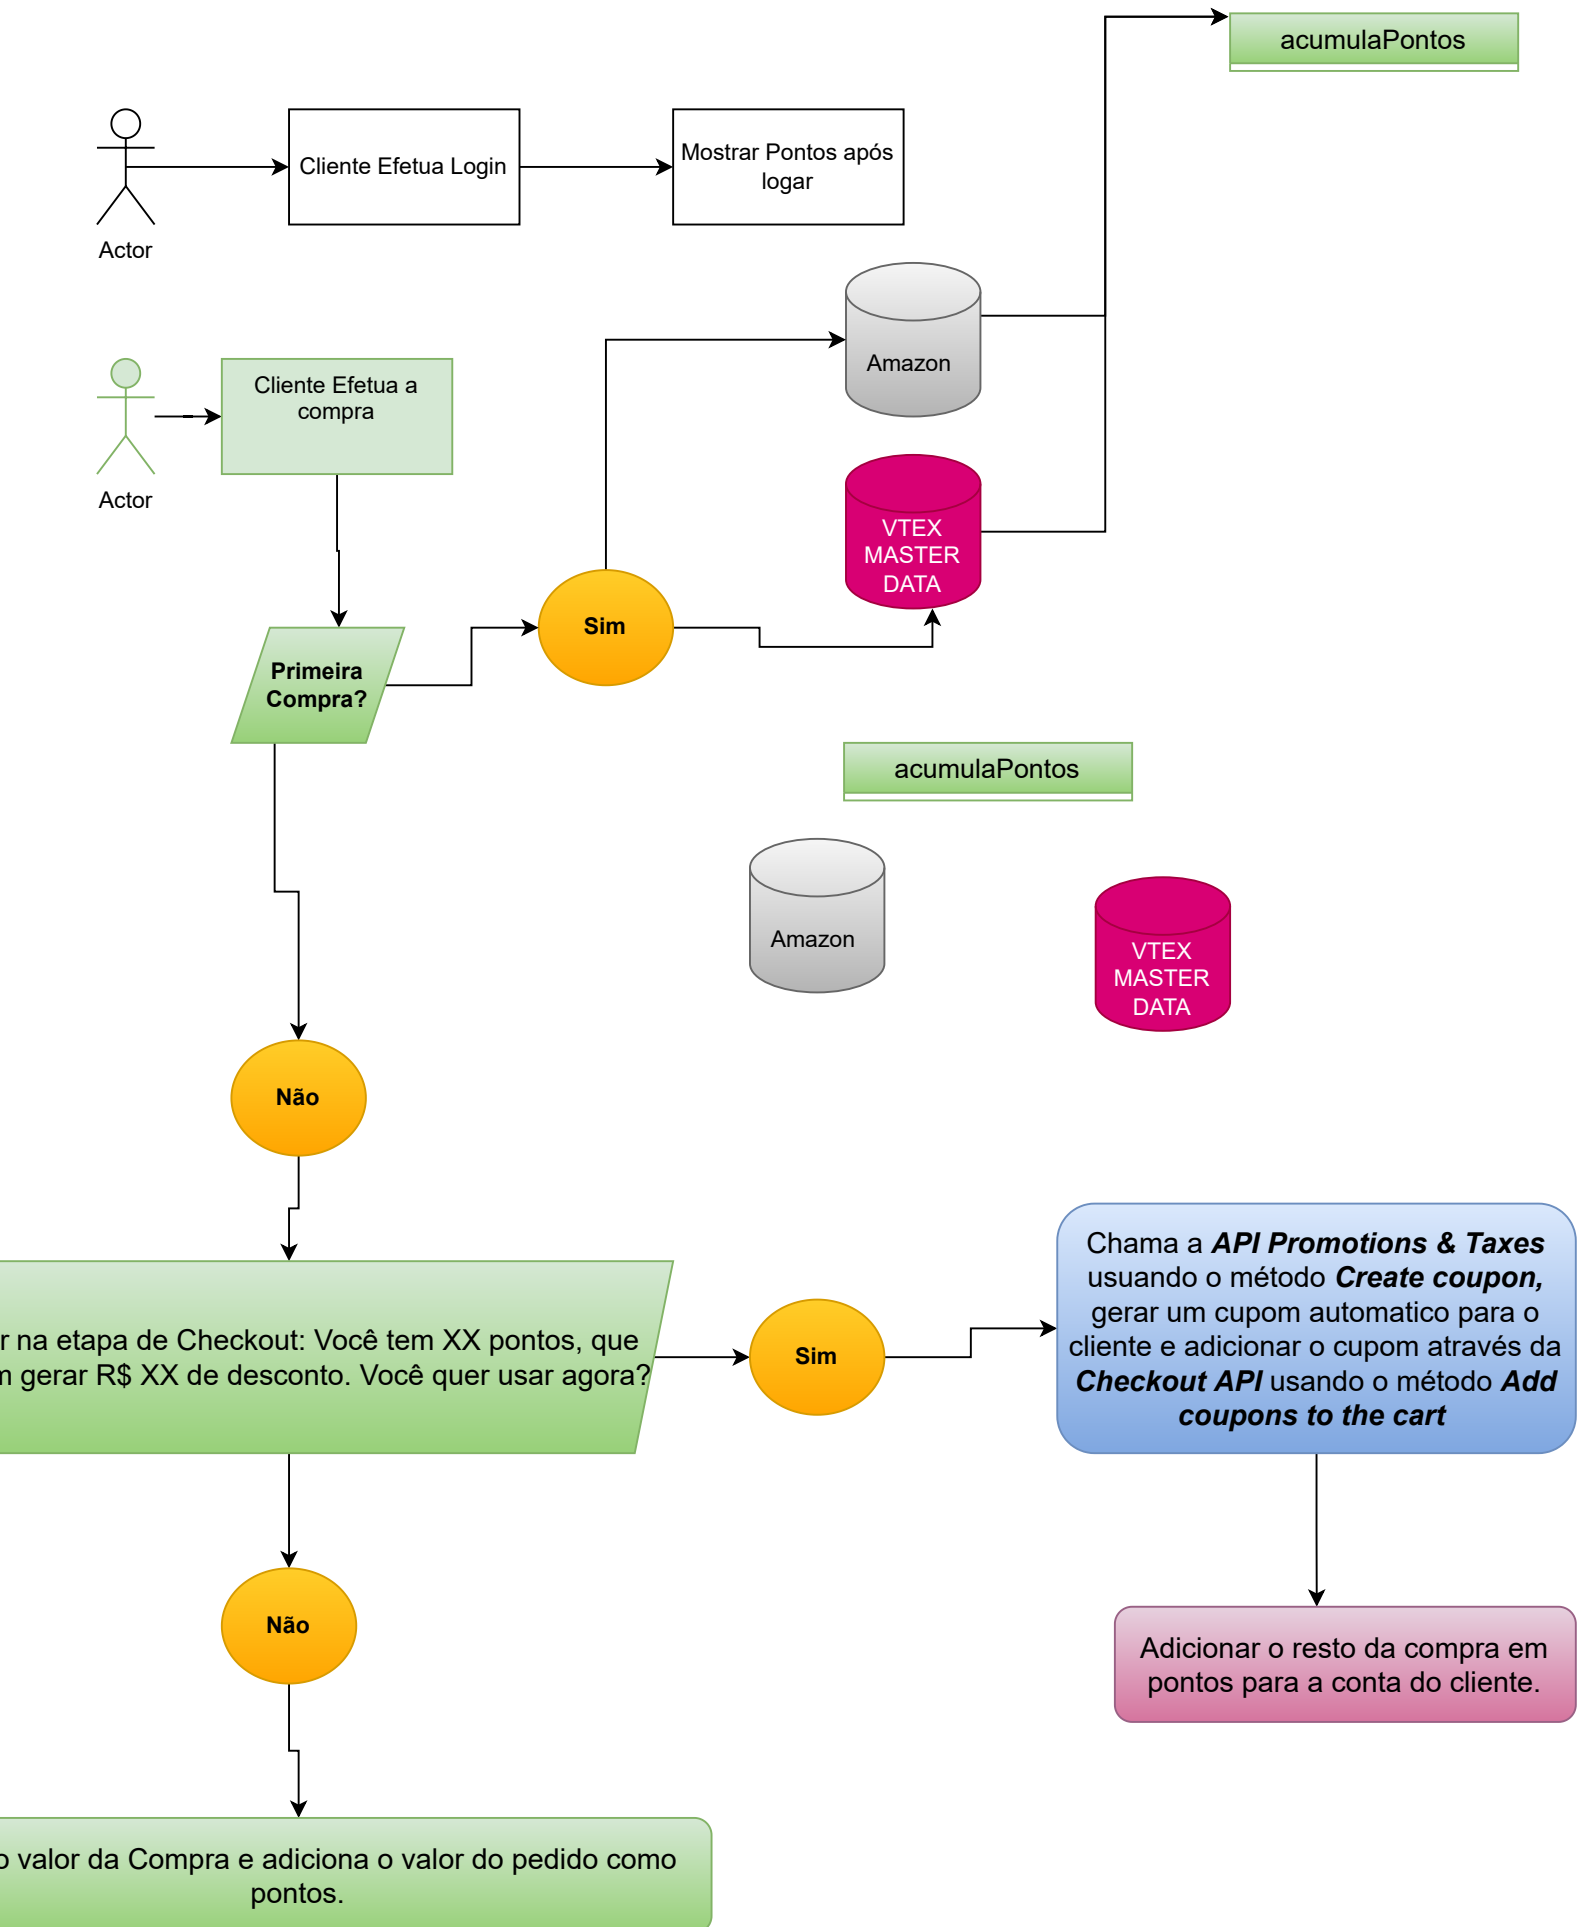 acumulaPontos
Cliente Efetua Login
Mostrar Pontos após
logar
Actor
Amazon
Cliente Efetua a
compra
Actor
VTEX
MASTER
DATA
Sim
Primeira
Compra?
acumulaPontos
Amazon
VTEX
MASTER
DATA
Não
Chama a API Promotions & Taxes
usuando o método Create coupon,
gerar um cupom automatico para o
cliente e adicionar o cupom através da
Checkout API usando o método Add
coupons to the cart
r na etapa de Checkout: Você tem XX pontos, que
m gerar R$ XX de desconto. Você quer usar agora?
Sim
Não
Adicionar o resto da compra em
pontos para a conta do cliente.
o valor da Compra e adiciona o valor do pedido como
pontos.